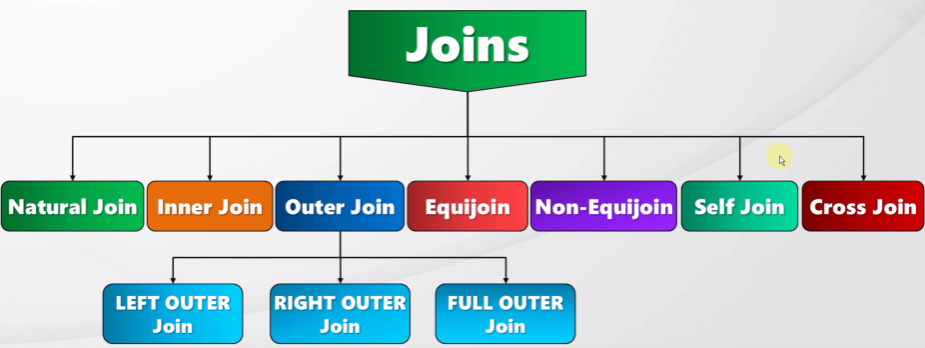 Joins
Natural Join
Inner Join
Outer Join
Equijoin
Non-Equijoin
Self Join
Cross Join
LEFT OUTER
Join
RIGHT OUTER
Join
FULL OUTER
Join